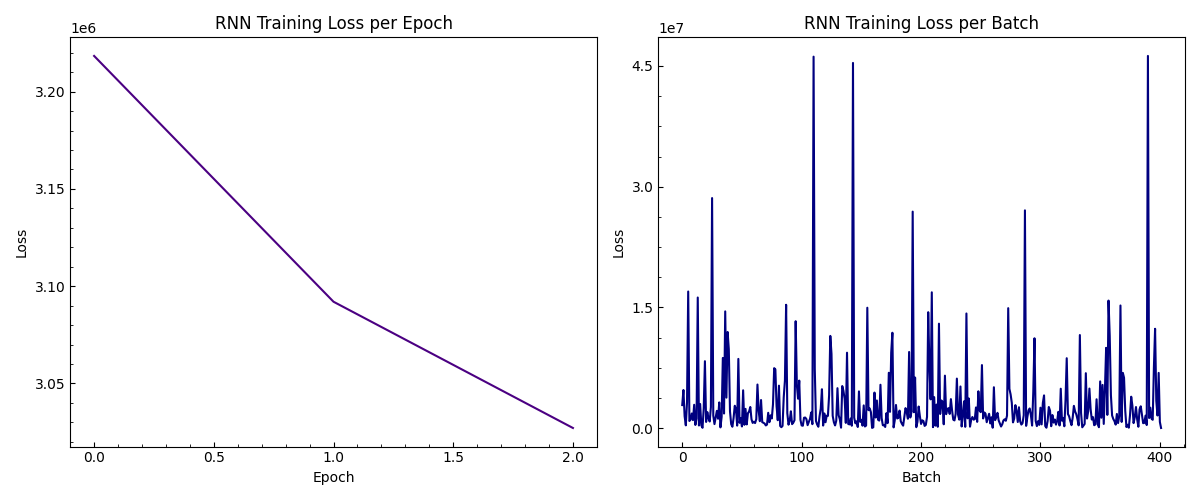 RNN Training Loss per Epoch
1e6
3.20
3.15
3.10
3.05
Loss
0.0 0.5 1.0 1.5 2.0
Epoch
RNN Training Loss per Batch
1e7
4.5
3.0
1.5
0.0
Loss
0 100 200 300 400
Batch